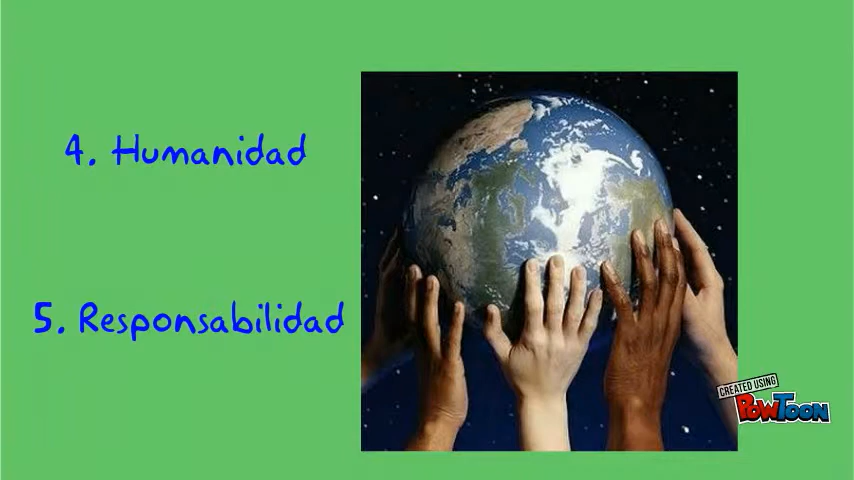 4. Humanidad
5. Responsabilidad
CREATED USING
POWTOON